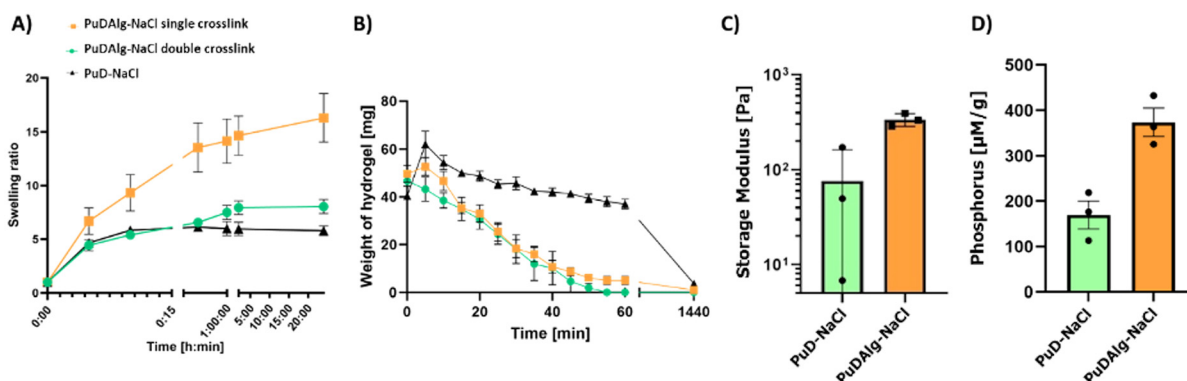 A)
PuDAlg-NaCl single crosslink
PuDAlg-NaCl double crosslink
PuD-NaCl
Swelling ratio
20
15
10
5
0
0:00
0:15
1:00:00
5:00
10:00
15:00
20:00
Time [h:min]
B)
Weight of hydrogel [mg]
80
60
40
20
0
0
20
40
60
1440
Time [min]
C)
Storage Modulus [Pa]
10³
10²
10¹
PuD-NaCl
PuDAlg-NaCl
D)
Phosphorus [µM/g]
500
400
300
200
100
0
PuD-NaCl
PuDAlg-NaCl